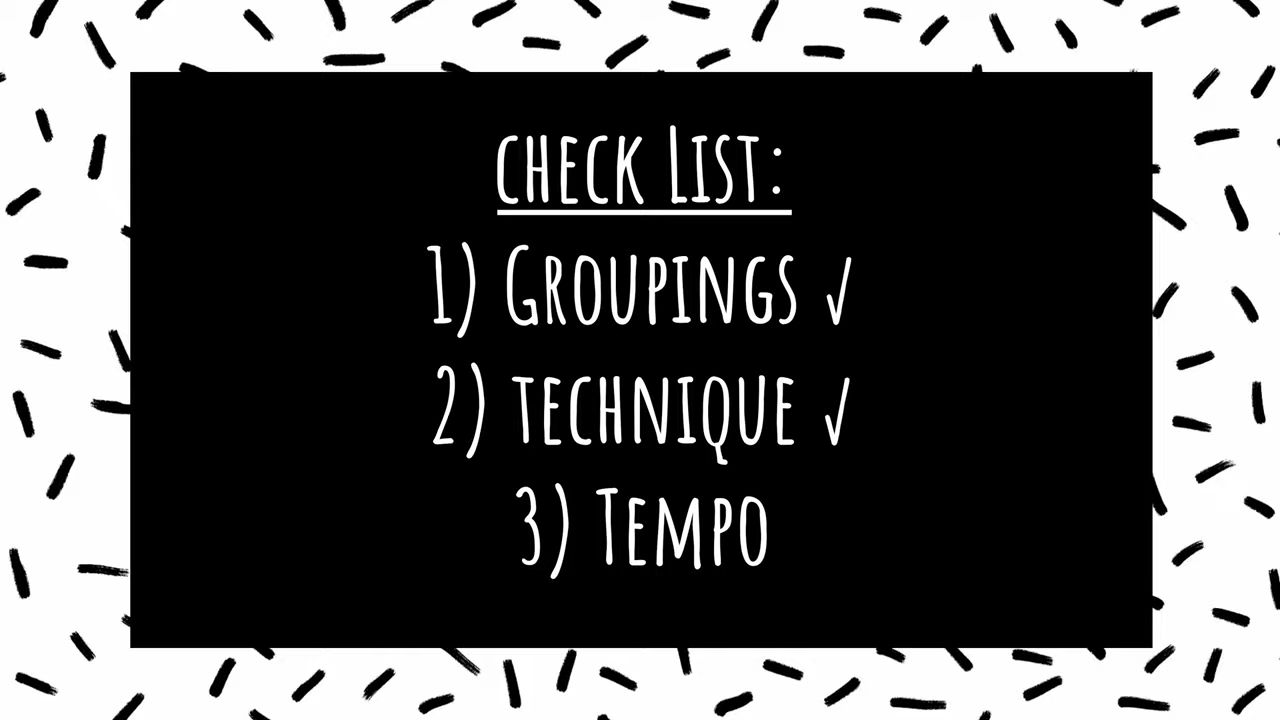 check List:
1) Groupings √
2) technique √
3) Tempo